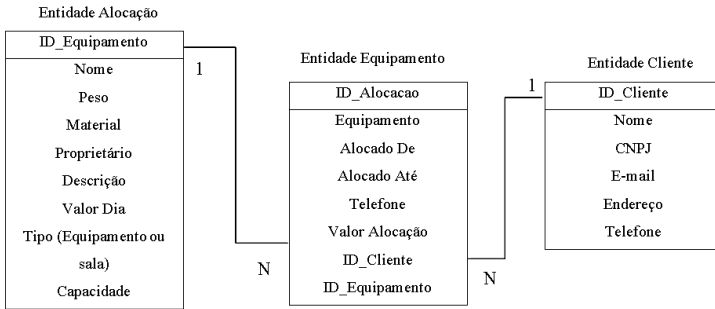 Entidade Alocação
ID_Equipamento
Nome
Peso
Material
Proprietário
Descrição
Valor Dia
Tipo (Equipamento ou
sala)
Capacidade
1
N
Entidade Equipamento
ID_Alocacao
Equipamento
Alocado De
Alocado Até
Telefone
Valor Alocação
ID_Cliente
ID_Equipamento
1
N
Entidade Cliente
ID_Cliente
Nome
CNPJ
E-mail
Endereço
Telefone